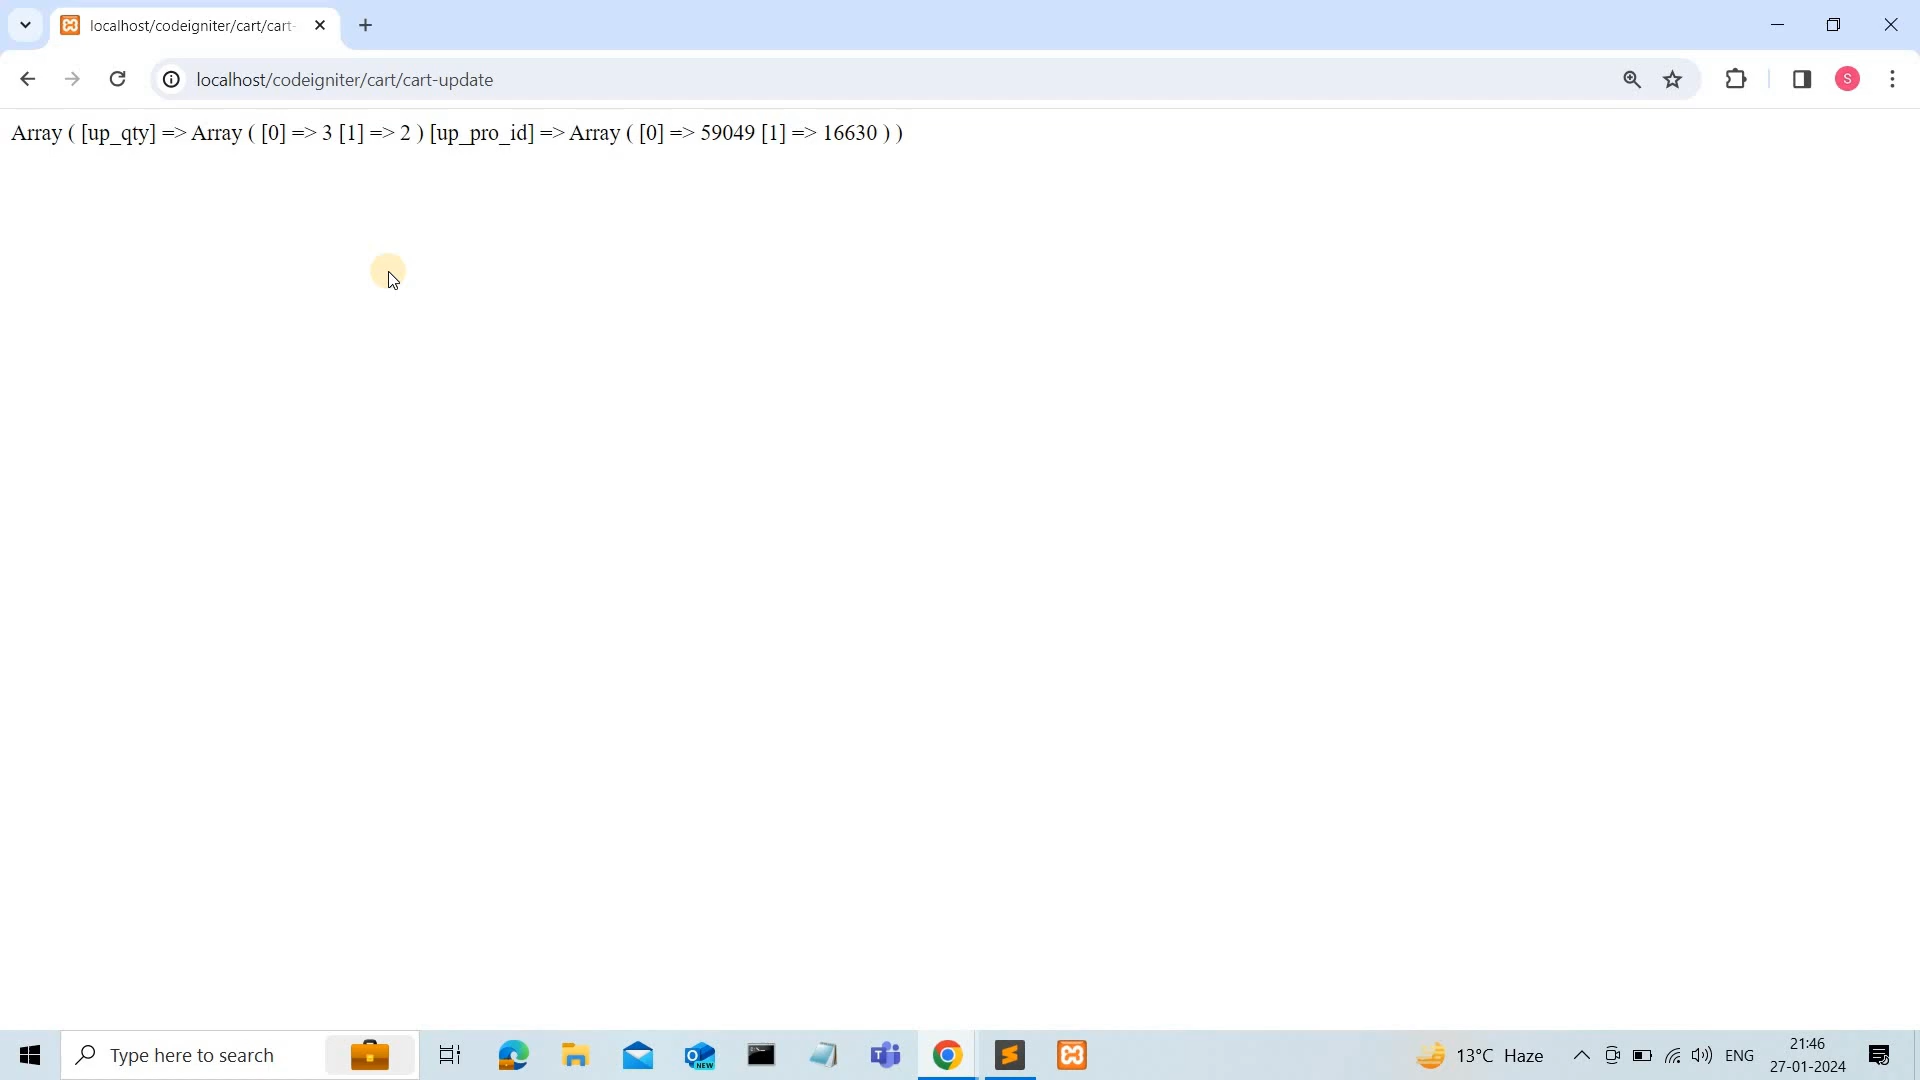 localhost/codeigniter/cart/cart-
localhost/codeigniter/cart/cart-update
S
Array ( [up_qty] => Array ( [0] => 3 [1] => 2 ) [up_pro_id] => Array ( [0] => 59049 [1] => 16630 ) )
Type here to search
NEW
13°C Haze
ENG
21:46
27-01-2024